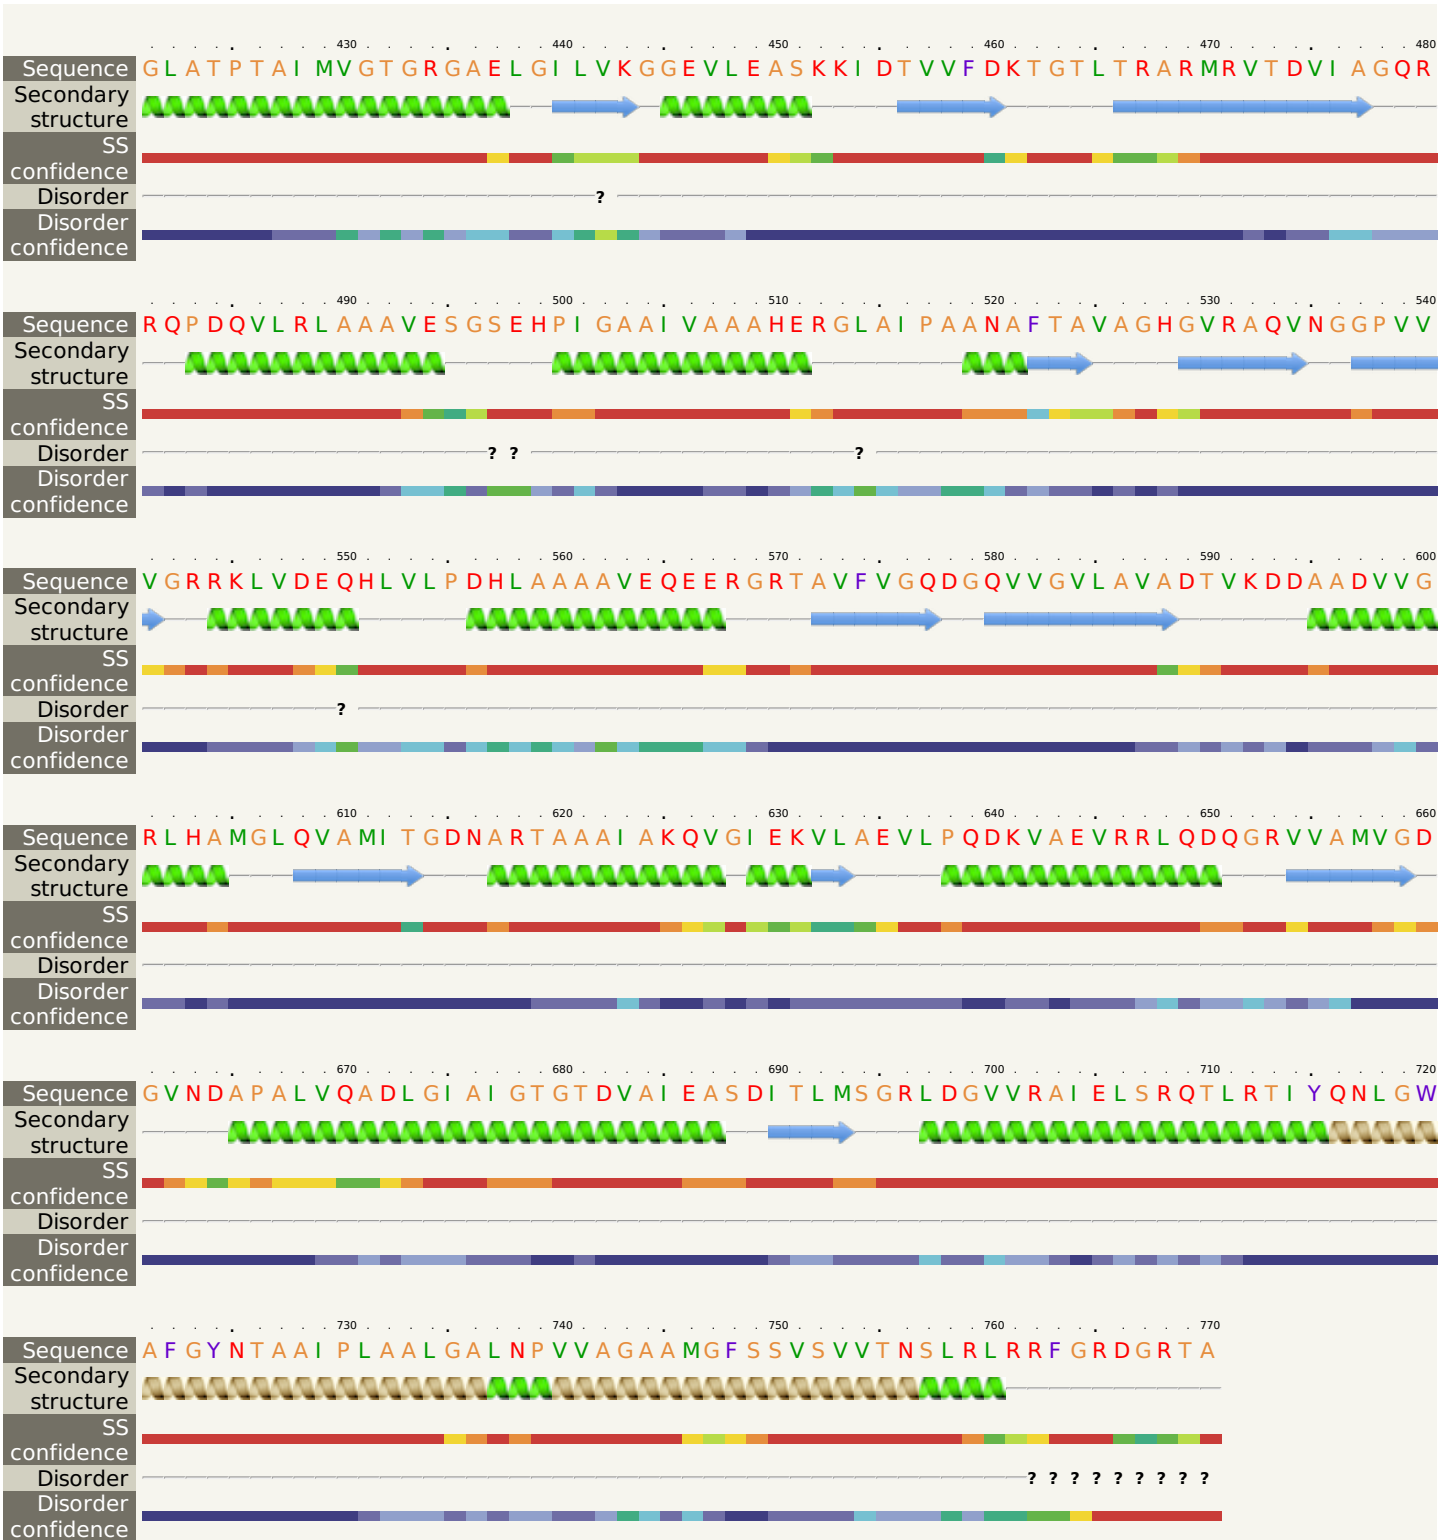 430 440 450 460 470 480
Sequence GLATPTAIMVGTGRGAELGILVKGGEVLEASKKIDTVVFDKTGTLTRARMRVTDVIAGQR
Secondary
structure
SS
confidence
Disorder ?
Disorder
confidence
490 500 510 520 530 540
Sequence RQPDQVLRLAAAVESGSEHPIGAAIVAAAHERGLAIPAANAFTAVAGHGVRAQVNGGPVV
Secondary
structure
SS
confidence
Disorder ? ? ?
Disorder
confidence
550 560 570 580 590 600
Sequence VGRRKLVDEQHLVLPDHLAAAAVEQEERGRTAVFVGQDGQVVGVLAVADTVKDDAADVVG
Secondary
structure
SS
confidence
Disorder ?
Disorder
confidence
610 620 630 640 650 660
Sequence RLHAMGLQVAMITGDNARTAAAIAKQVGIEKVLAEVLPQDKVAEVRRLQDQGRVVAMVGD
Secondary
structure
SS
confidence
Disorder
Disorder
confidence
670 680 690 700 710 720
Sequence GVNDAPALVQADLGIAIGTGTDVAIEASDITLMSGRLDGVVRAIELSRQTLRTIYQNLGW
Secondary
structure
SS
confidence
Disorder
Disorder
confidence
730 740 750 760 770
Sequence AFGYNTAAIPLAALGALNPVVAGAAMGFSSVSVVTNSLRLRRFGRDGRTA
Secondary
structure
SS
confidence
Disorder ? ? ? ? ? ? ? ? ?
Disorder
confidence